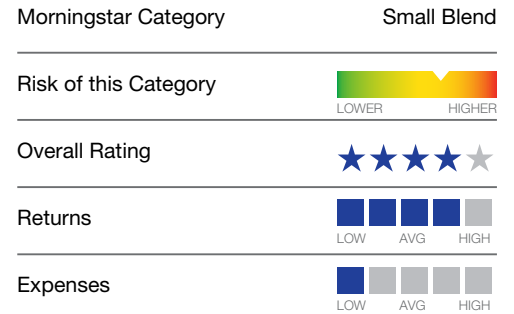 Morningstar Category Small Blend
Risk of this Category
LOWER HIGHER
Overall Rating
Returns
LOW AVG HIGH
Expenses
LOW AVG HIGH